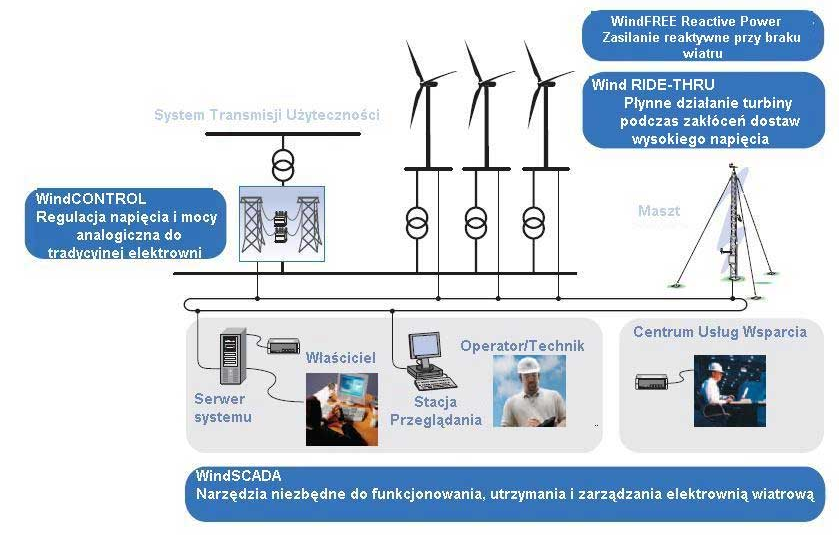 WindFREE Reactive Power
Zasilanie reaktywne przy braku
wiatru
Wind RIDE-THRU
Płynne działanie turbiny
podczas zakłóceń dostaw
wysokiego napięcia
System Transmisji Użyteczności
WindCONTROL
Regulacja napięcia i mocy
analogiczna do
tradycyjnej elektrowni
Maszt
Serwer
systemu
Właściciel
Stacja
Przeglądania
Operator/Technik
Centrum Usług Wsparcia
WindSCADA
Narzędzia niezbędne do funkcjonowania, utrzymania i zarządzania elektrownią wiatrową